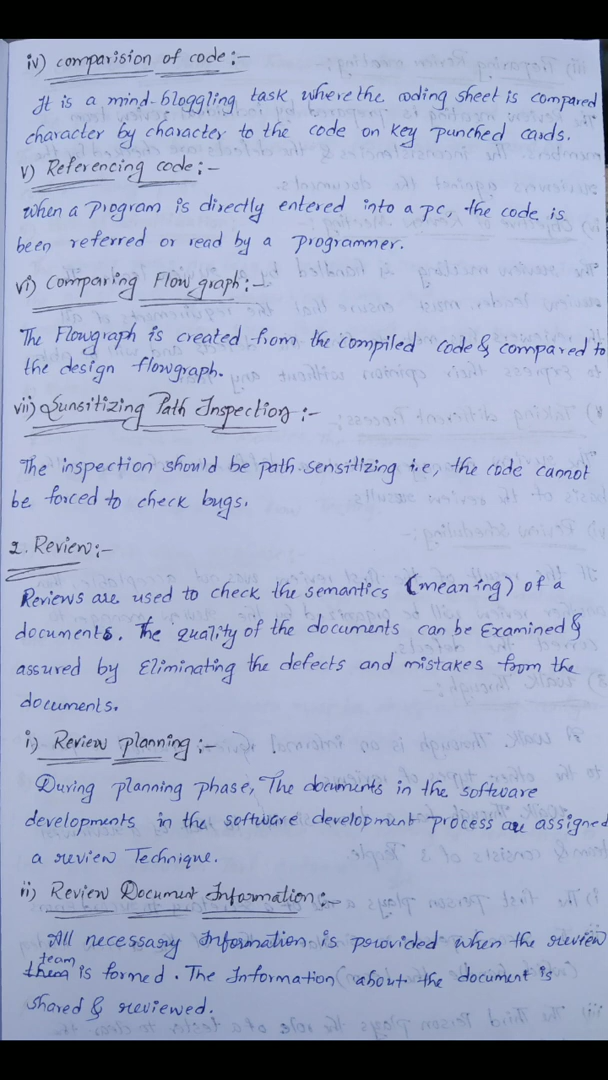 iv) comparision of code:-
It is a mind-bloggling task where the coding sheet is compared
character by character to the code on key punched cards.
v) Referencing code:-
When a program is directly entered into a pc, the code is
been referred or read by a programmer.
vi) Comparing Flow graph:-
The Flowgraph is created from the compiled code & compared to
the design flowgraph.
vii) Sunsitizing Path Inspection:-
The inspection should be path sensitizing i.e, the code cannot
be forced to check bugs.
2. Review:-
Reviews are used to check the semantics (meaning) of a
documents. The quality of the documents can be Examined &
assured by Eliminating the defects and mistakes from the
documents.
i) Review planning:-
During planning phase, The documents in the software
developments in the software development process are assigned
a review Technique.
ii) Review Document Information:-
All necessary Information is provided when the review
team
is formed. The Information about the document is
shared & reviewed.